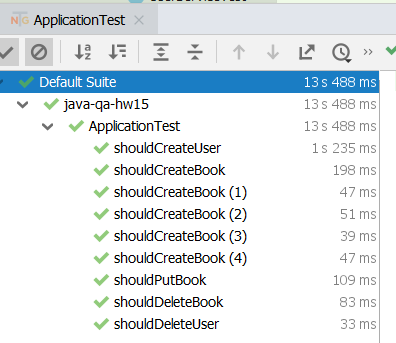 ApplicationTest
Default Suite 13 s 488 ms
java-qa-hw15 13 s 488 ms
ApplicationTest 13 s 488 ms
shouldCreateUser 1 s 235 ms
shouldCreateBook 198 ms
shouldCreateBook (1) 47 ms
shouldCreateBook (2) 51 ms
shouldCreateBook (3) 39 ms
shouldCreateBook (4) 47 ms
shouldPutBook 109 ms
shouldDeleteBook 83 ms
shouldDeleteUser 33 ms